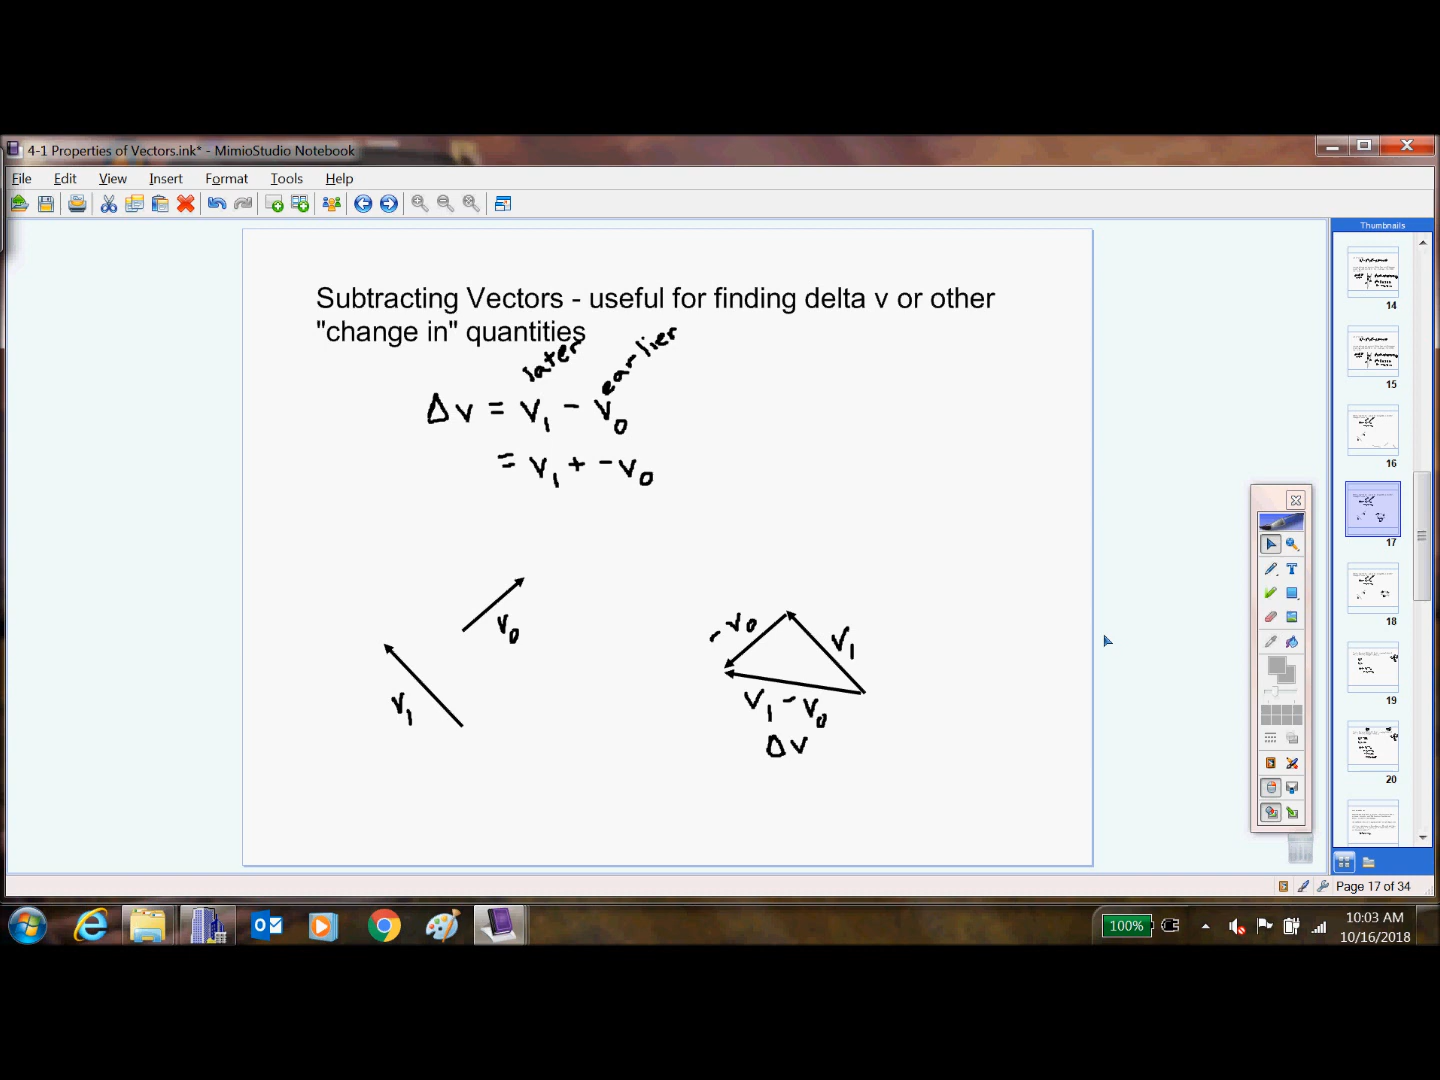 4-1 Properties of Vectors.ink* - MimioStudio Notebook
File Edit View Insert Format Tools Help
Thumbnails
Subtracting Vectors - useful for finding delta v or other
"change in" quantities
later earlier
Δv = v₁ - v₀
= v₁ + -v₀
v₀
v₁
-v₀
v₁
v₁ - v₀
Δv
14
15
16
17
18
19
20
Page 17 of 34
100%
10:03 AM
10/16/2018